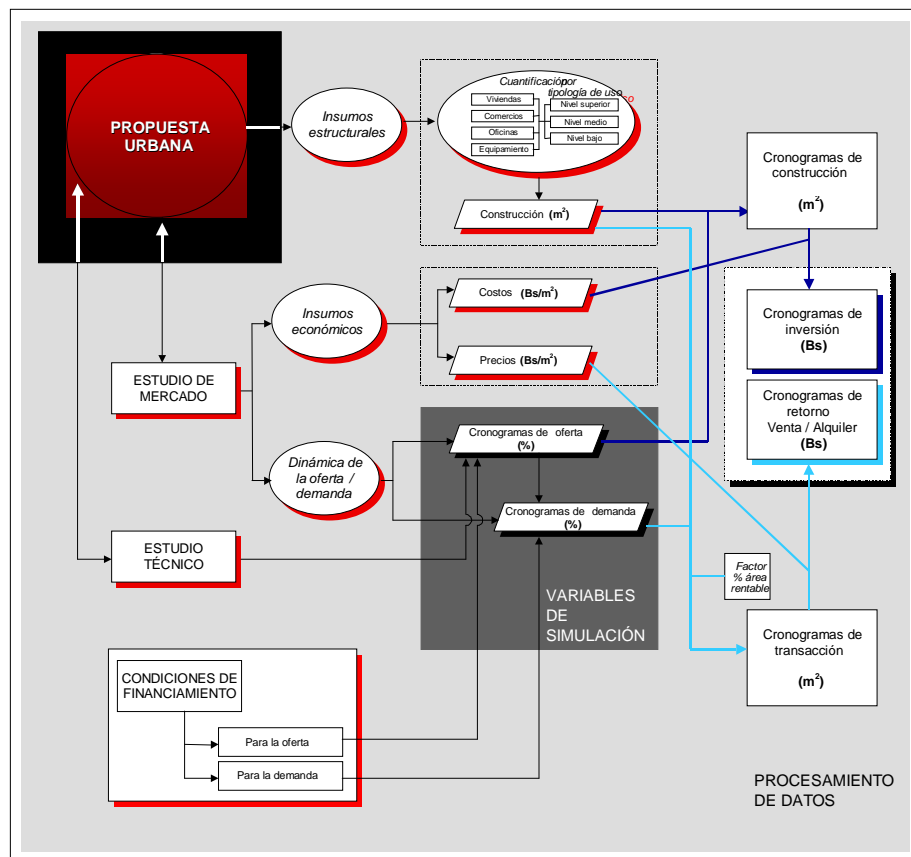 PROPUESTA
URBANA
Insumos
estructurales
Cuantificación por
tipología de uso
Viendas
Comercios
Oficinas
Equipamiento
Nivel superior
Nivel medio
Nivel bajo
Construcción (m²)
Cronogramas de
construcción
(m²)
Insumos
económicos
Costos (Bs/m²)
Precios (Bs/m²)
Cronogramas de
inversión
(Bs)
Cronogramas de
retorno
Venta / Alquiler
(Bs)
ESTUDIO DE
MERCADO
Dinámica de
la oferta /
demanda
Cronogramas de oferta
(%)
Cronogramas de demanda
(%)
ESTUDIO
TÉCNICO
VARIABLES
DE
SIMULACIÓN
Factor
% área
rentable
Cronogramas de
transacción
(m²)
CONDICIONES DE
FINANCIAMIENTO
Para la oferta
Para la demanda
PROCESAMIENTO
DE DATOS